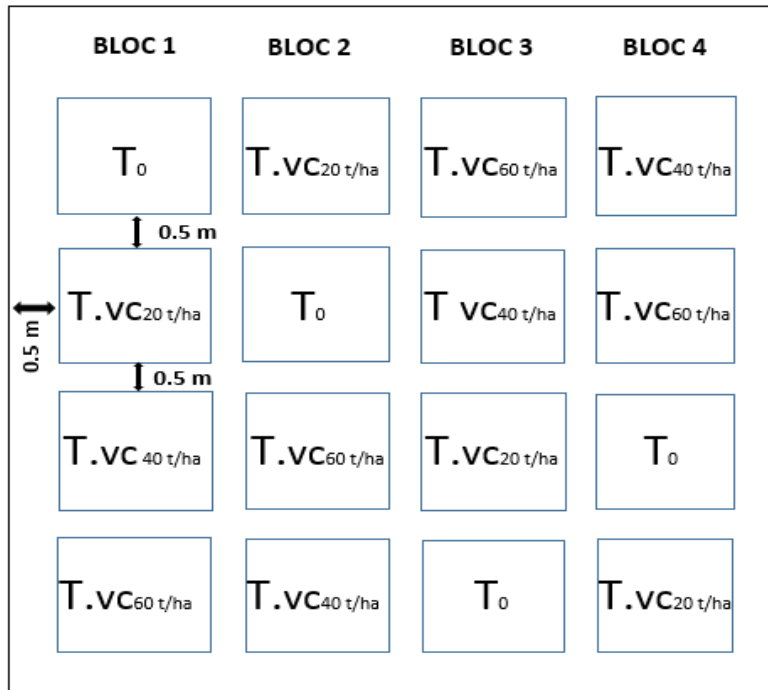 BLOC 1 BLOC 2 BLOC 3 BLOC 4
T0 T.vc20 t/ha T.vc60 t/ha T.vc40 t/ha
0.5 m
T.vc20 t/ha T0 T vc40 t/ha T.vc60 t/ha
0.5 m
0.5 m
T.vc 40 t/ha T.vc60 t/ha T.vc20 t/ha T0
T.vc60 t/ha T.vc40 t/ha T0 T.vc20 t/ha